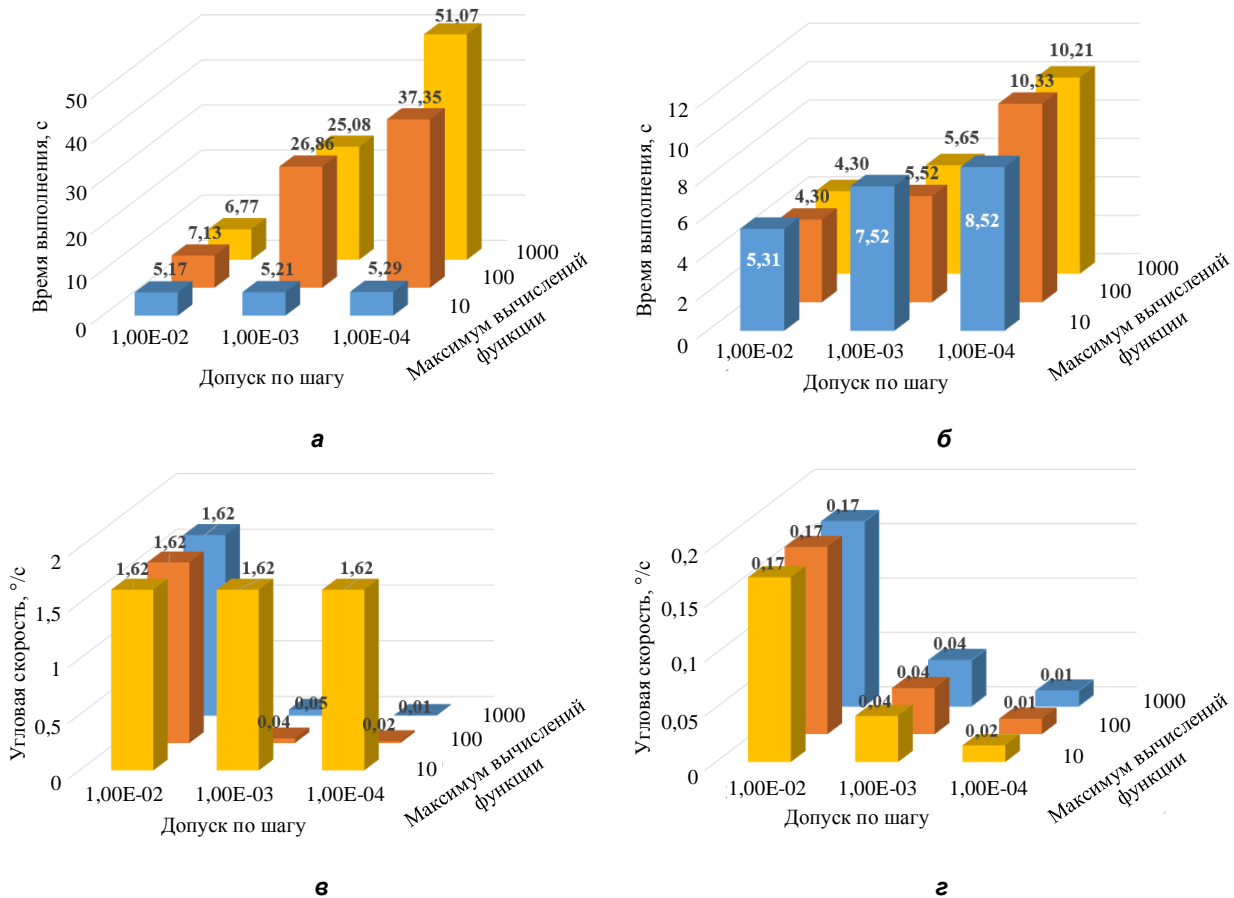 Время выполнения, с
50
40
30
20
10
0
51,07
37,35
25,08
26,86
6,77
7,13
5,17
5,21
5,29
1,00E-02
1,00E-03
1,00E-04
10
100
1000
Допуск по шагу
Максимум вычислений
функции
а
Время выполнения, с
12
10
8
6
4
2
0
10,21
10,33
5,65
5,52
4,30
4,30
5,31
7,52
8,52
1,00E-02
1,00E-03
1,00E-04
10
100
1000
Допуск по шагу
Максимум вычислений
функции
б
Угловая скорость, °/с
2
1,5
1
0,5
0
1,62
1,62
1,62
1,62
1,62
0,05
0,04
0,01
0,02
1,00E-02
1,00E-03
1,00E-04
10
100
1000
Допуск по шагу
Максимум вычислений
функции
в
Угловая скорость, °/с
0,2
0,15
0,1
0,05
0
0,17
0,17
0,17
0,04
0,04
0,04
0,01
0,01
0,02
1,00E-02
1,00E-03
1,00E-04
10
100
1000
Допуск по шагу
Максимум вычислений
функции
г